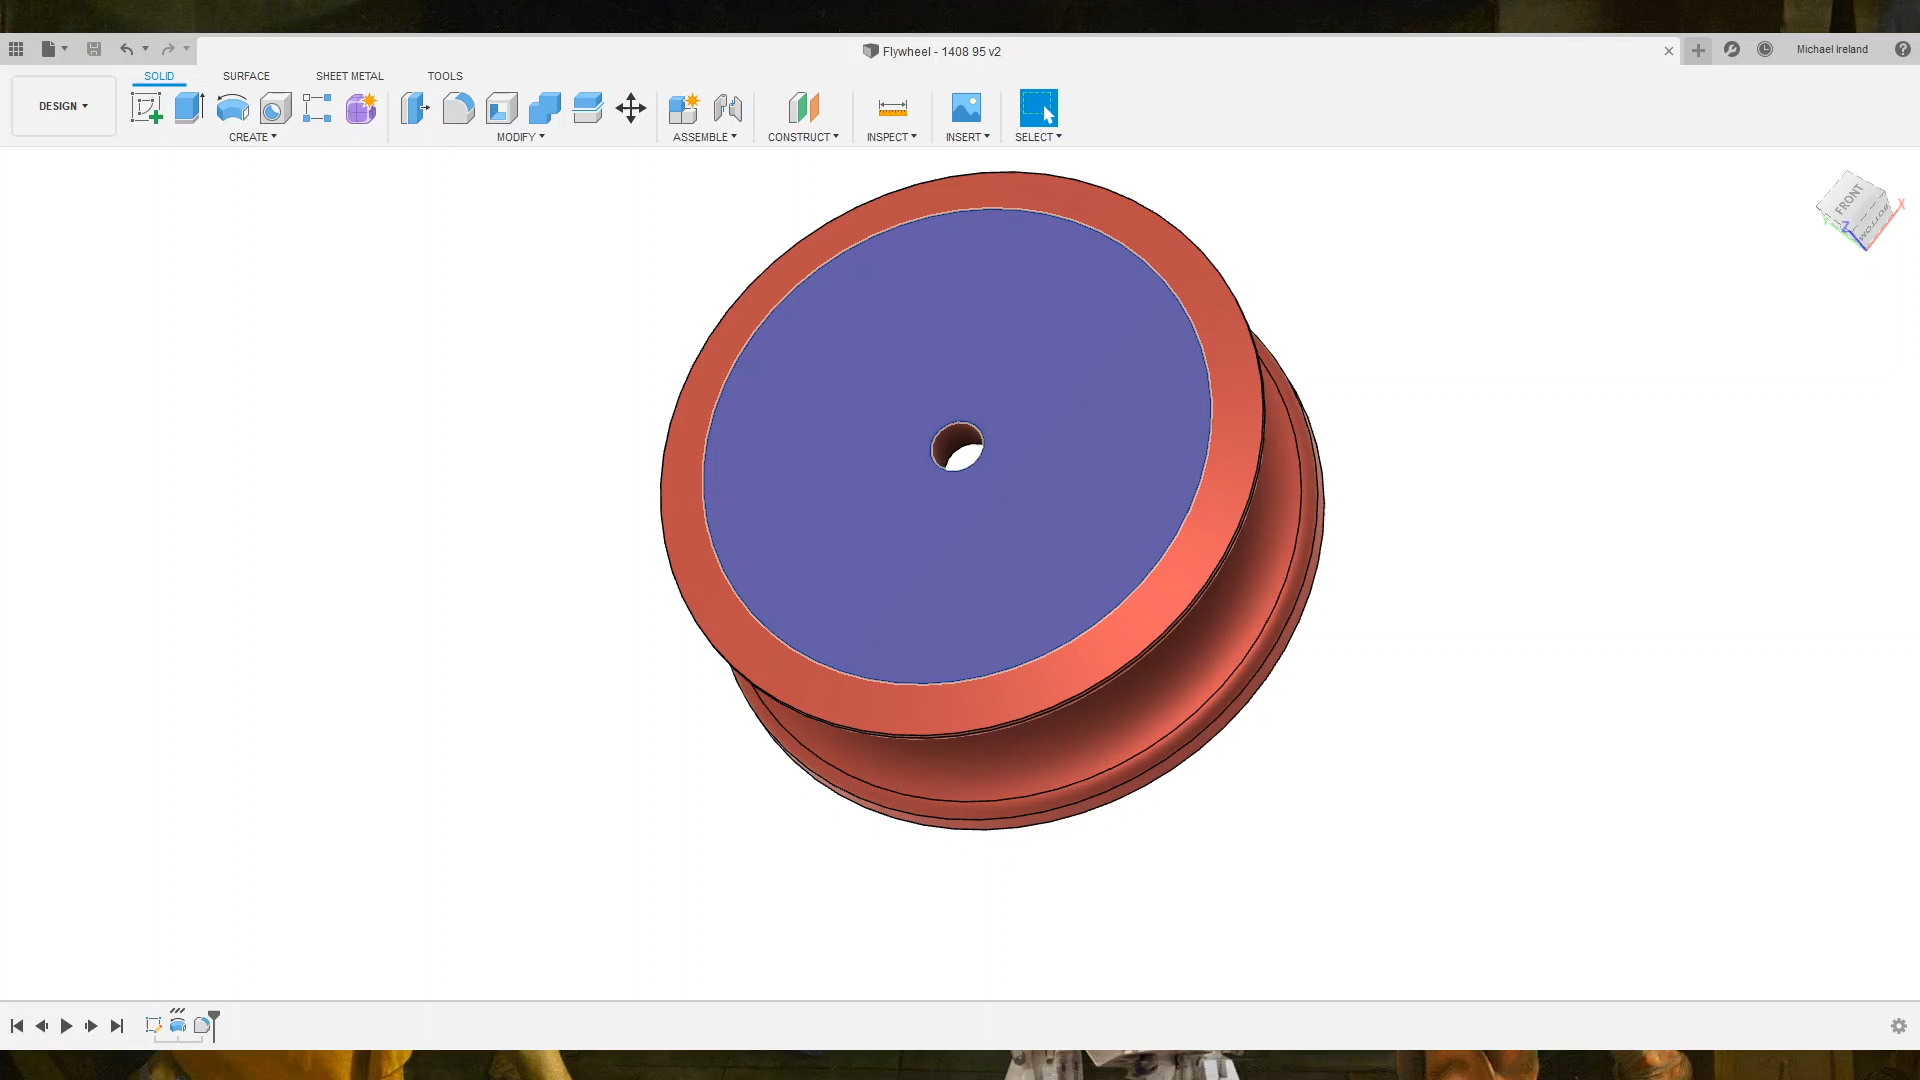 Flywheel - 1408 95 v2
Michael Ireland
DESIGN
SOLID
SURFACE
SHEET METAL
TOOLS
CREATE
MODIFY
ASSEMBLE
CONSTRUCT
INSPECT
INSERT
SELECT
FRONT
BOTTOM
X
Y
Z